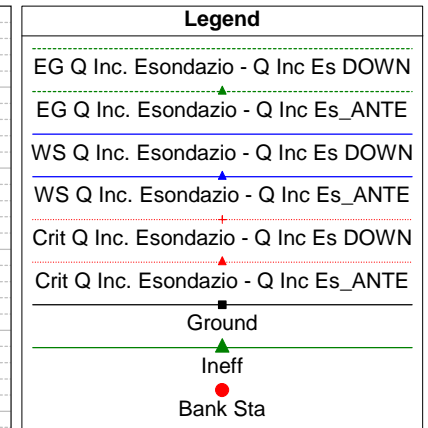 Legend
EG Q Inc. Esondazio - Q Inc Es DOWN
EG Q Inc. Esondazio - Q Inc Es_ANTE
WS Q Inc. Esondazio - Q Inc Es DOWN
WS Q Inc. Esondazio - Q Inc Es_ANTE
Crit Q Inc. Esondazio - Q Inc Es DOWN
Crit Q Inc. Esondazio - Q Inc Es_ANTE
Ground
Ineff
Bank Sta